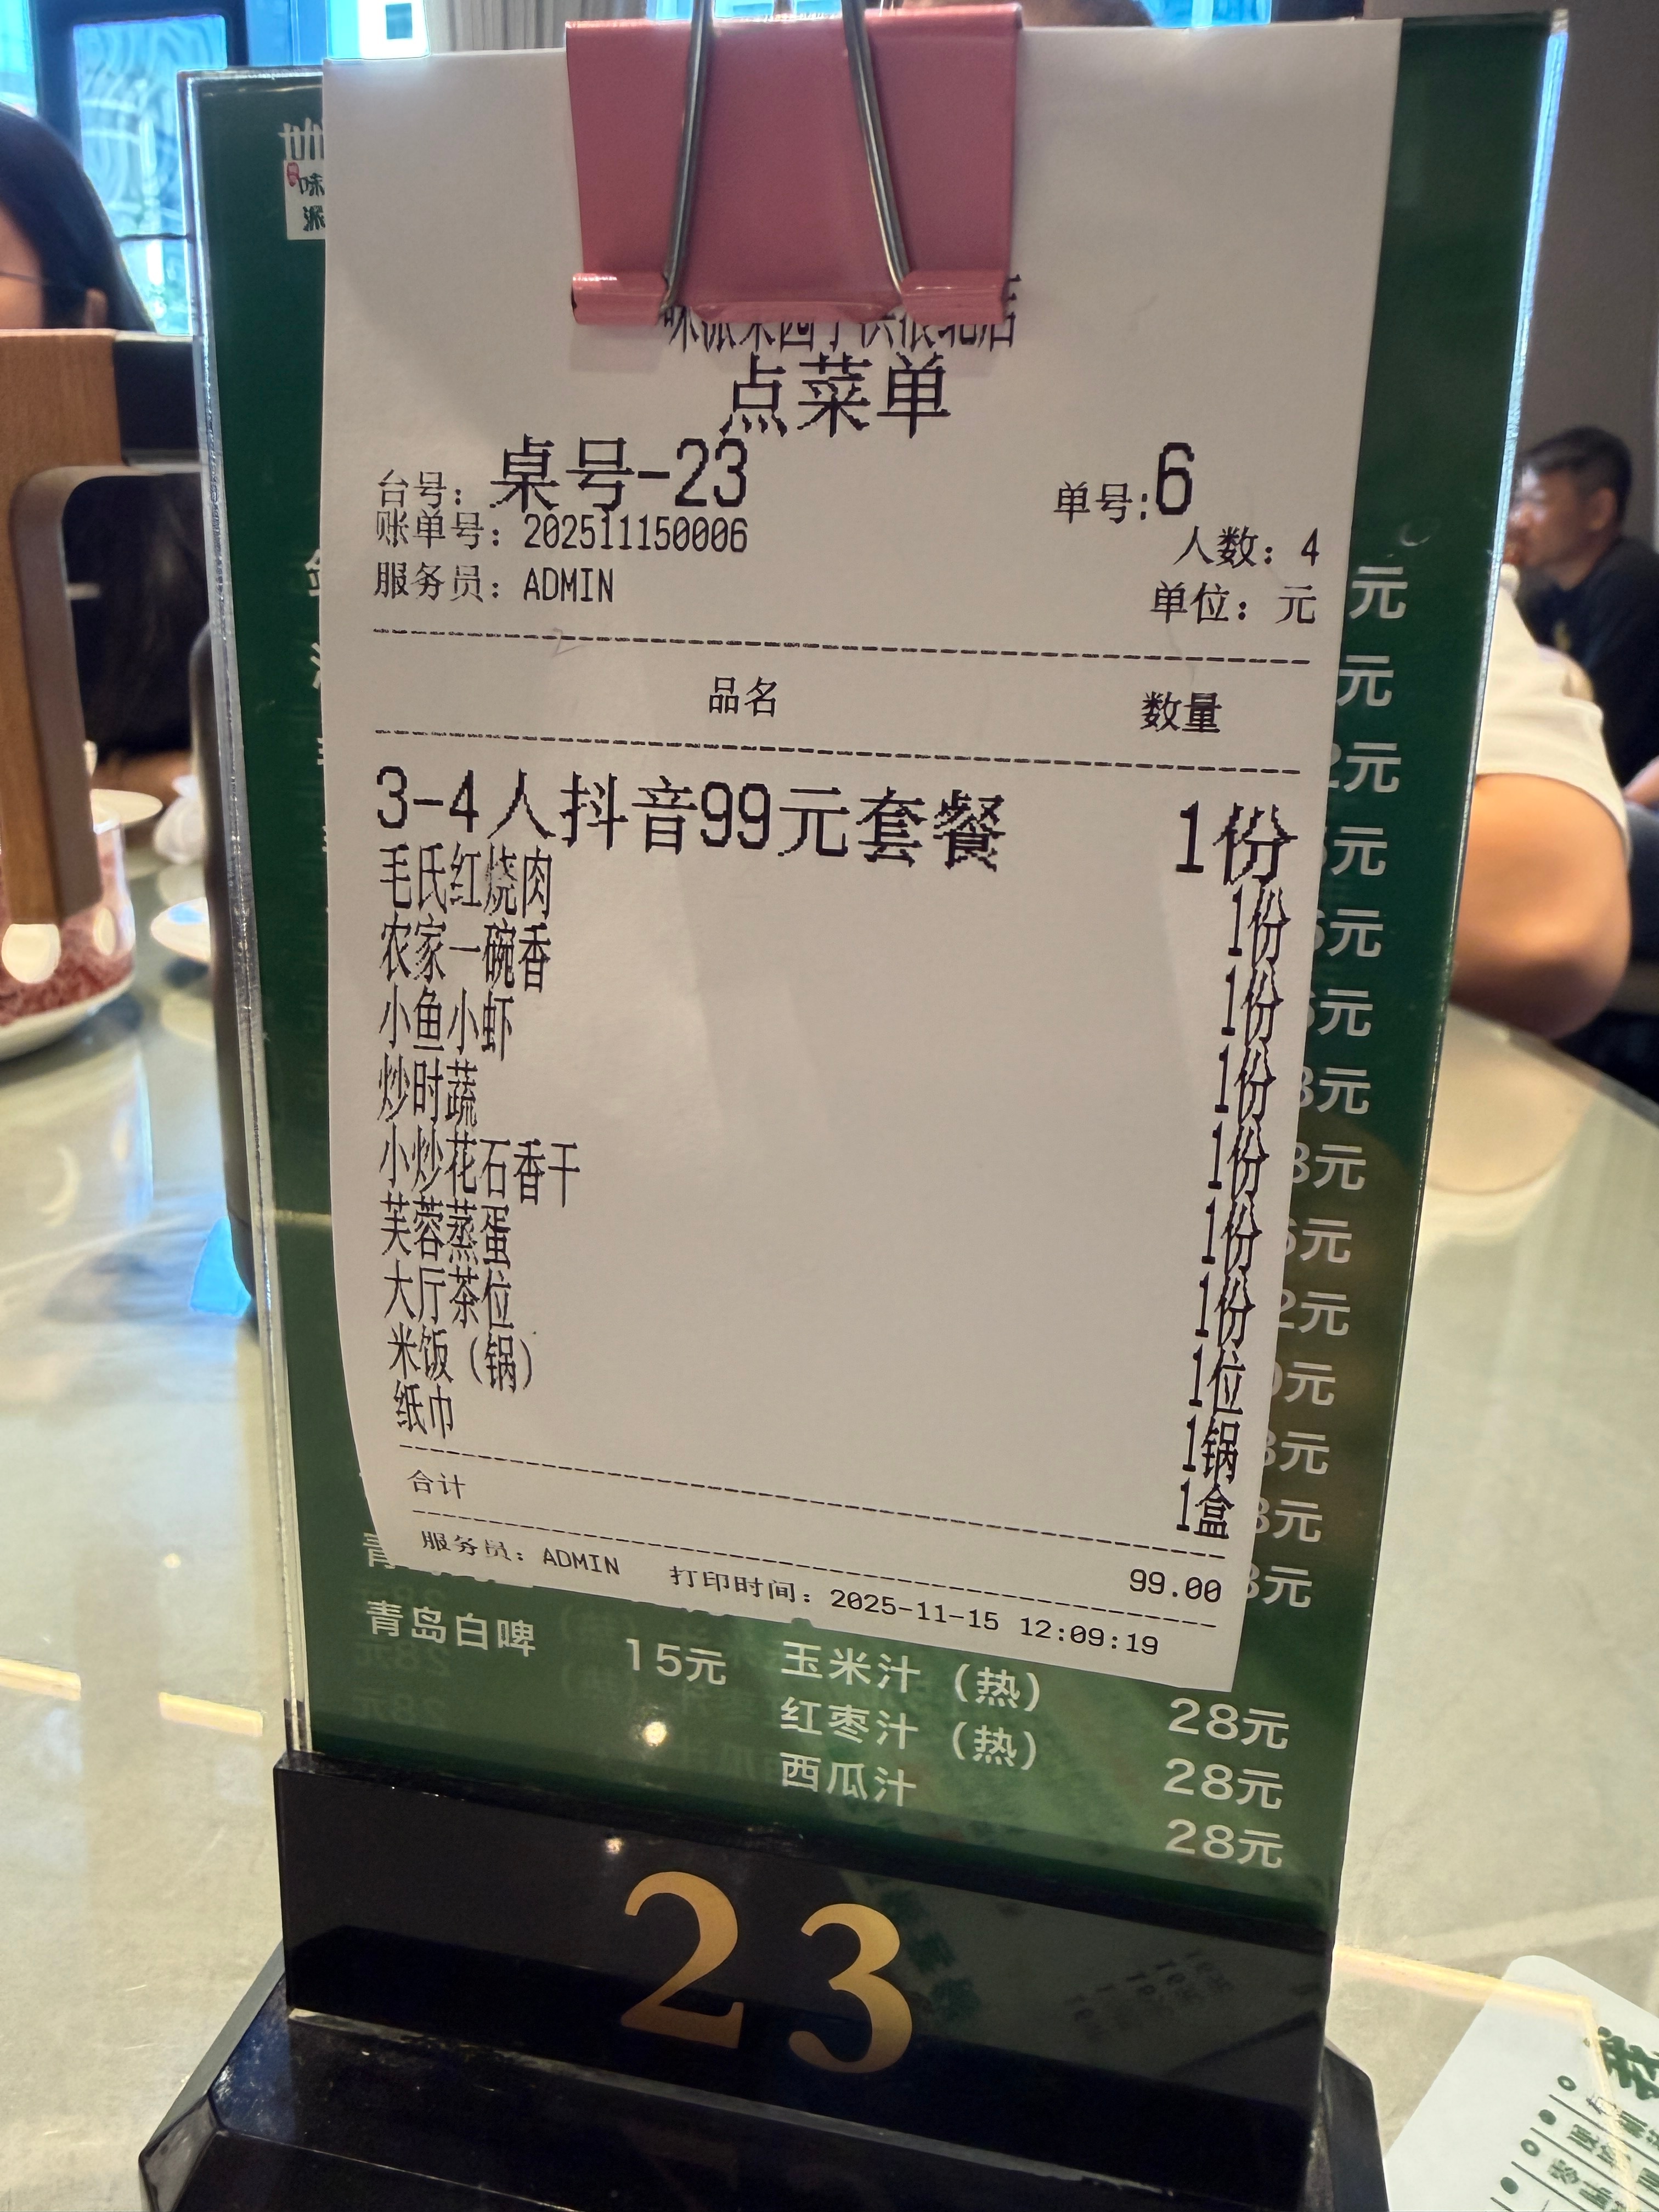 味
派
点菜单
台号：桌号-23 单号:6
账单号：202511150006 人数：4
服务员：ADMIN 单位：元
品名 数量
3-4人抖音99元套餐 1份
毛氏红烧肉 1份
农家一碗香 1份
小鱼小虾 1份
炒时蔬 1份
小炒花石香干 1份
芙蓉蒸蛋 1份
大厅茶位 1位
米饭（锅） 1锅
纸巾 1盒
合计 99.00
服务员：ADMIN 打印时间：2025-11-15 12:09:19
青岛白啤 15元 玉米汁（热） 28元
红枣汁（热） 28元
西瓜汁 28元
23